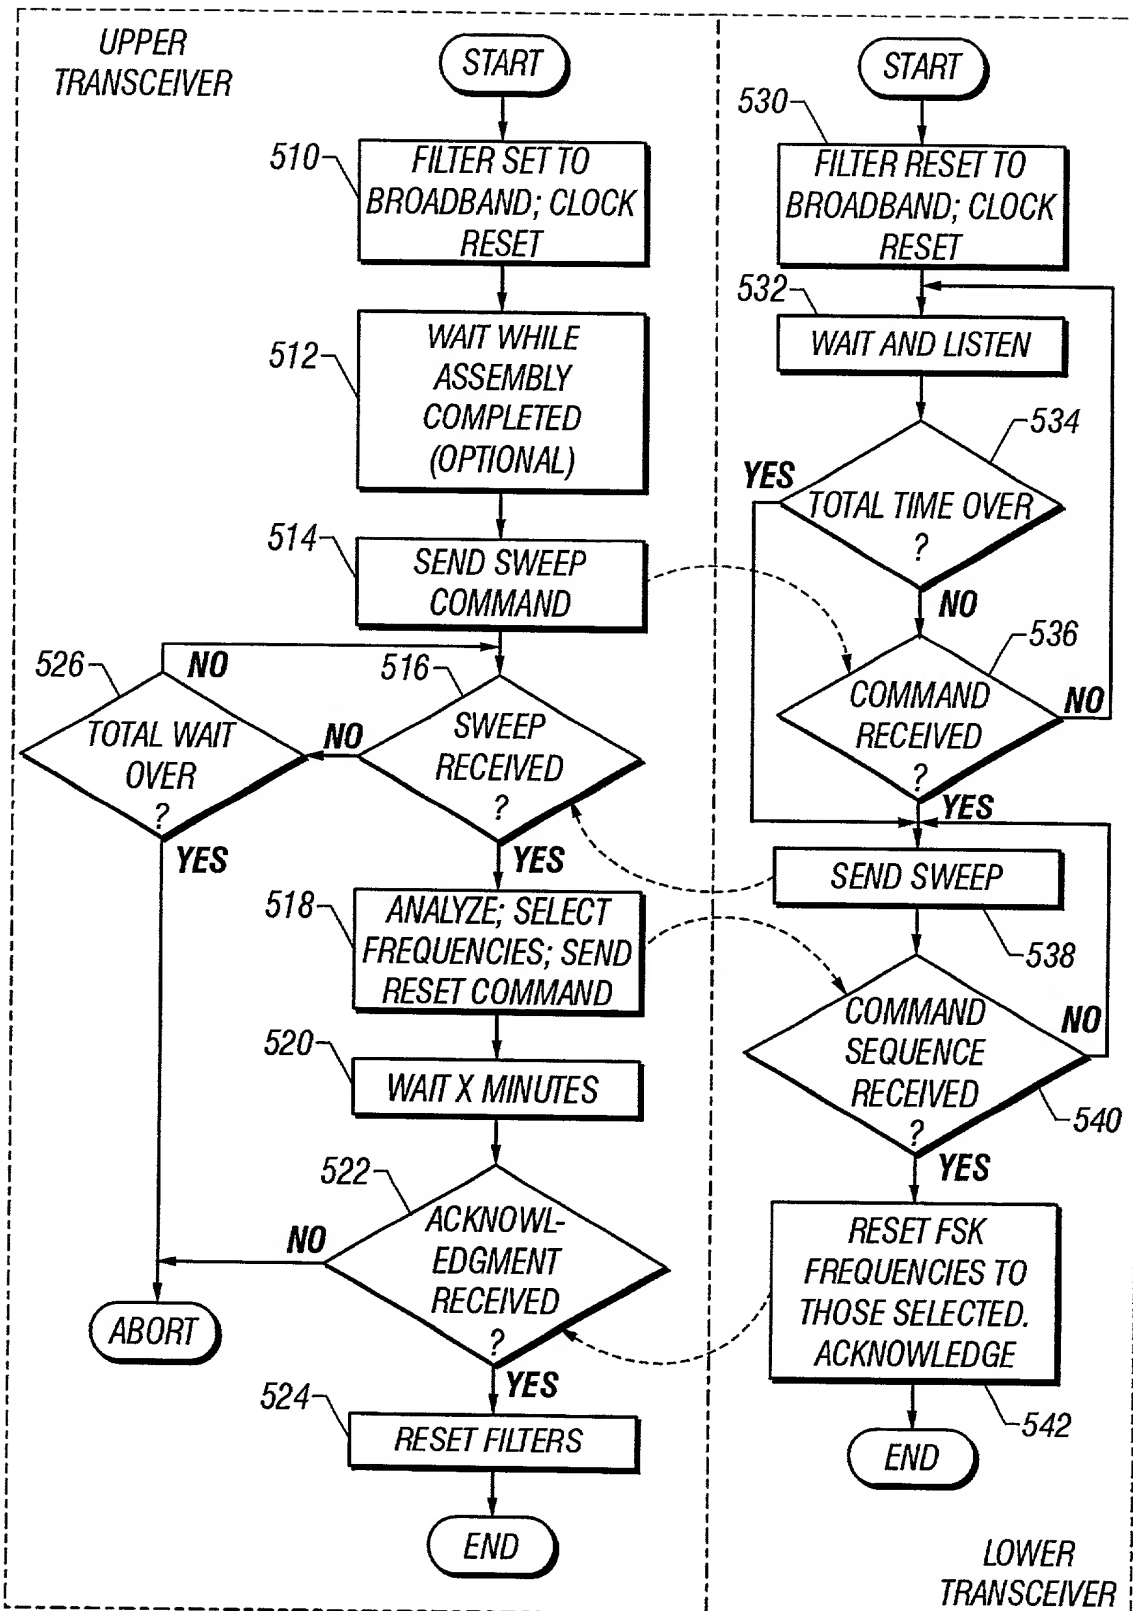 UPPER
TRANSCEIVER
START
510
FILTER SET TO
BROADBAND; CLOCK
RESET
512
WAIT WHILE
ASSEMBLY
COMPLETED
(OPTIONAL)
514
SEND SWEEP
COMMAND
526
NO
TOTAL WAIT
OVER
?
YES
NO
516
SWEEP
RECEIVED
?
YES
518
ANALYZE; SELECT
FREQUENCIES; SEND
RESET COMMAND
520
WAIT X MINUTES
522
ACKNOWL-
EDGMENT
RECEIVED
?
NO
YES
ABORT
524
RESET FILTERS
END
START
530
FILTER RESET TO
BROADBAND; CLOCK
RESET
532
WAIT AND LISTEN
534
YES
TOTAL TIME OVER
?
NO
536
COMMAND
RECEIVED
?
NO
YES
SEND SWEEP
538
COMMAND
SEQUENCE
RECEIVED
?
NO
540
YES
RESET FSK
FREQUENCIES TO
THOSE SELECTED.
ACKNOWLEDGE
542
END
LOWER
TRANSCEIVER